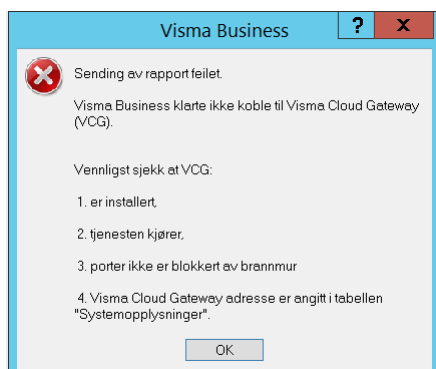 Visma Business
? X
Sending av rapport feilet.
Visma Business klarte ikke koble til Visma Cloud Gateway
(VCG).
Vennligst sjekk at VCG:
1. er installert,
2. tjenesten kjører,
3. porter ikke er blokkert av brannmur
4. Visma Cloud Gateway adresse er angitt i tabellen
"Systemopplysninger".
OK